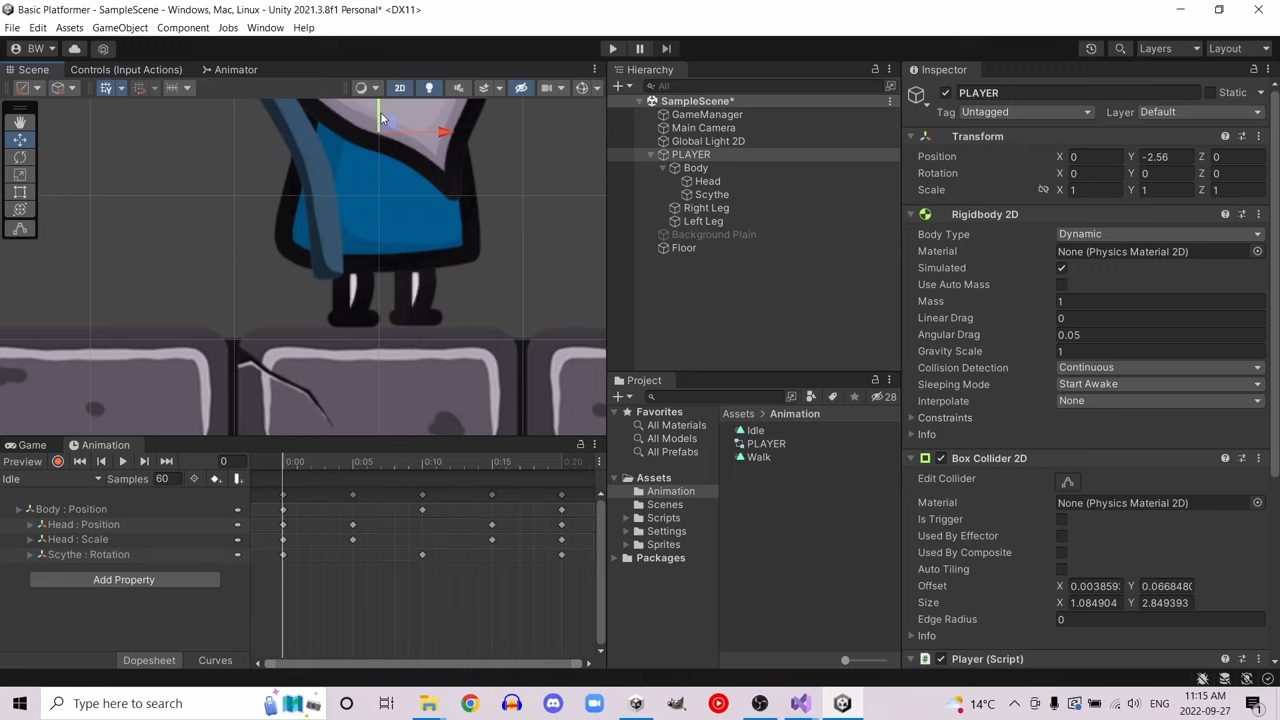 Basic Platformer - SampleScene - Windows, Mac, Linux - Unity 2021.3.8f1 Personal* <DX11>
File Edit Assets GameObject Component Jobs Window Help
BW Layers Layout
Scene Controls (Input Actions) Animator
2D
Hierarchy
All
SampleScene*
GameManager
Main Camera
Global Light 2D
PLAYER
Body
Head
Scythe
Right Leg
Left Leg
Background Plain
Floor
Inspector
PLAYER Static
Tag Untagged Layer Default
Transform
Position X 0 Y -2.56 Z 0
Rotation X 0 Y 0 Z 0
Scale X 1 Y 1 Z 1
Rigidbody 2D
Body Type Dynamic
Material None (Physics Material 2D)
Simulated
Use Auto Mass
Mass 1
Linear Drag 0
Angular Drag 0.05
Gravity Scale 1
Collision Detection Continuous
Sleeping Mode Start Awake
Interpolate None
Constraints
Info
Box Collider 2D
Edit Collider
Material None (Physics Material 2D)
Is Trigger
Used By Effector
Used By Composite
Auto Tiling
Offset X 0.00385 Y 0.066848
Size X 1.084904 Y 2.849393
Edge Radius 0
Info
Player (Script)
Project
28
Favorites
All Materials
All Models
All Prefabs
Assets
Animation
Scenes
Scripts
Settings
Sprites
Packages
Assets > Animation
Idle
PLAYER
Walk
Game Animation
Preview 0 0:00 0:05 0:10 0:15 0:20
Idle Samples 60
Body : Position
Head : Position
Head : Scale
Scythe : Rotation
Add Property
Dopesheet Curves
Type here to search
14°C ENG 11:15 AM
2022-09-27
1